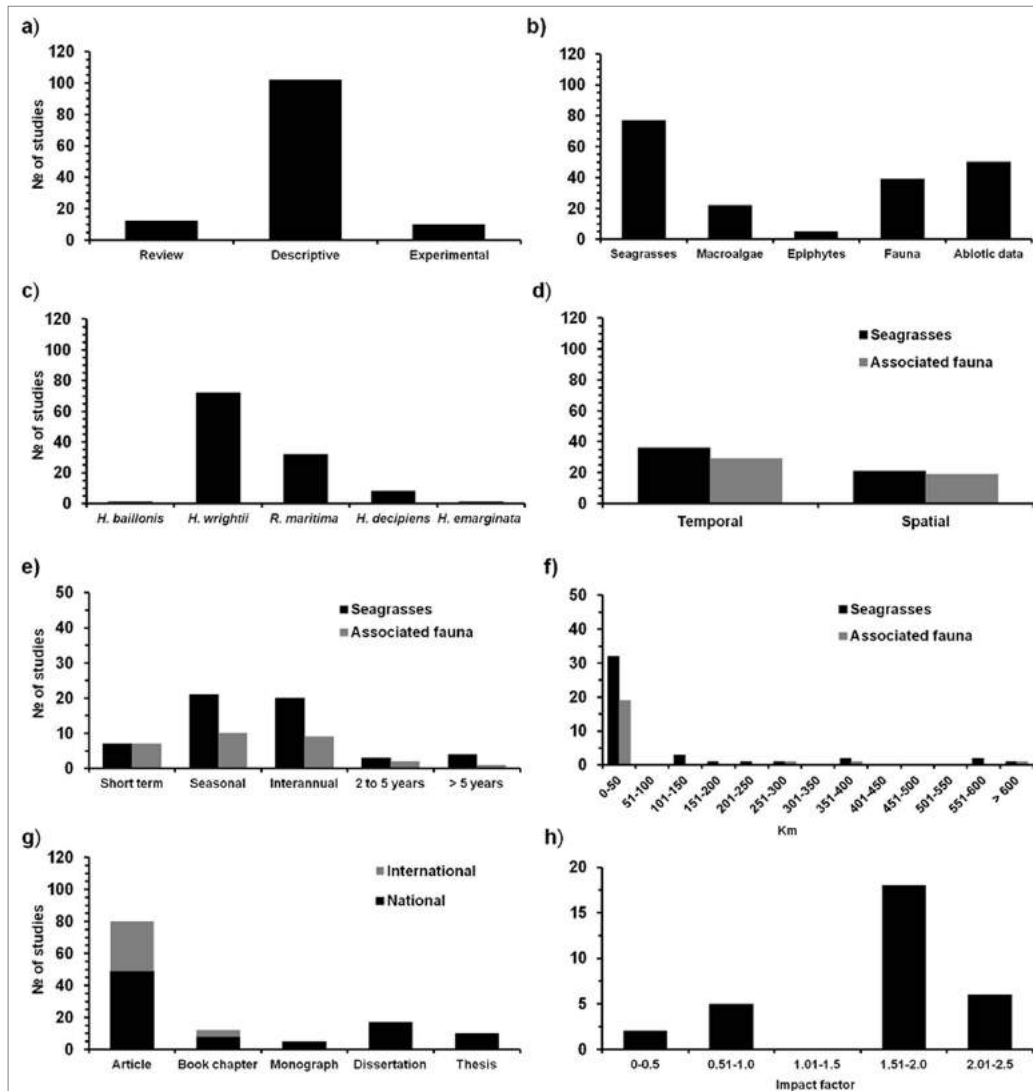 a)
120
100
80
60
40
20
0
№ of studies
Review Descriptive Experimental
b)
120
100
80
60
40
20
0
Seagrasses Macroalgae Epiphytes Fauna Abiotic data
c)
120
100
80
60
40
20
0
№ of studies
H. baillonis H. wrightii R. maritima H. decipiens H. emarginata
d)
120
100
80
60
40
20
0
Seagrasses
Associated fauna
Temporal Spatial
e)
50
40
30
20
10
0
№ of studies
Seagrasses
Associated fauna
Short term Seasonal Interannual 2 to 5 years > 5 years
f)
50
40
30
20
10
0
Seagrasses
Associated fauna
0-50 51-100 101-150 151-200 201-250 251-300 301-350 351-400 401-450 451-500 501-550 551-600 > 600
Km
g)
120
100
80
60
40
20
0
№ of studies
International
National
Article Book chapter Monograph Dissertation Thesis
h)
20
15
10
5
0
0-0.5 0.51-1.0 1.01-1.5 1.51-2.0 2.01-2.5
Impact factor